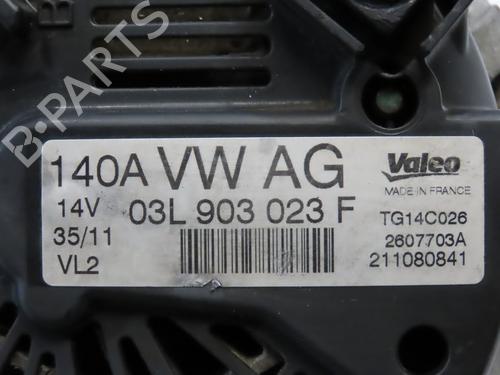 B-PARTS
140A VW AG
Valeo
MADE IN FRANCE
14V 03L 903 023 F
TG14C026
35/11
2607703A
VL2
211080841